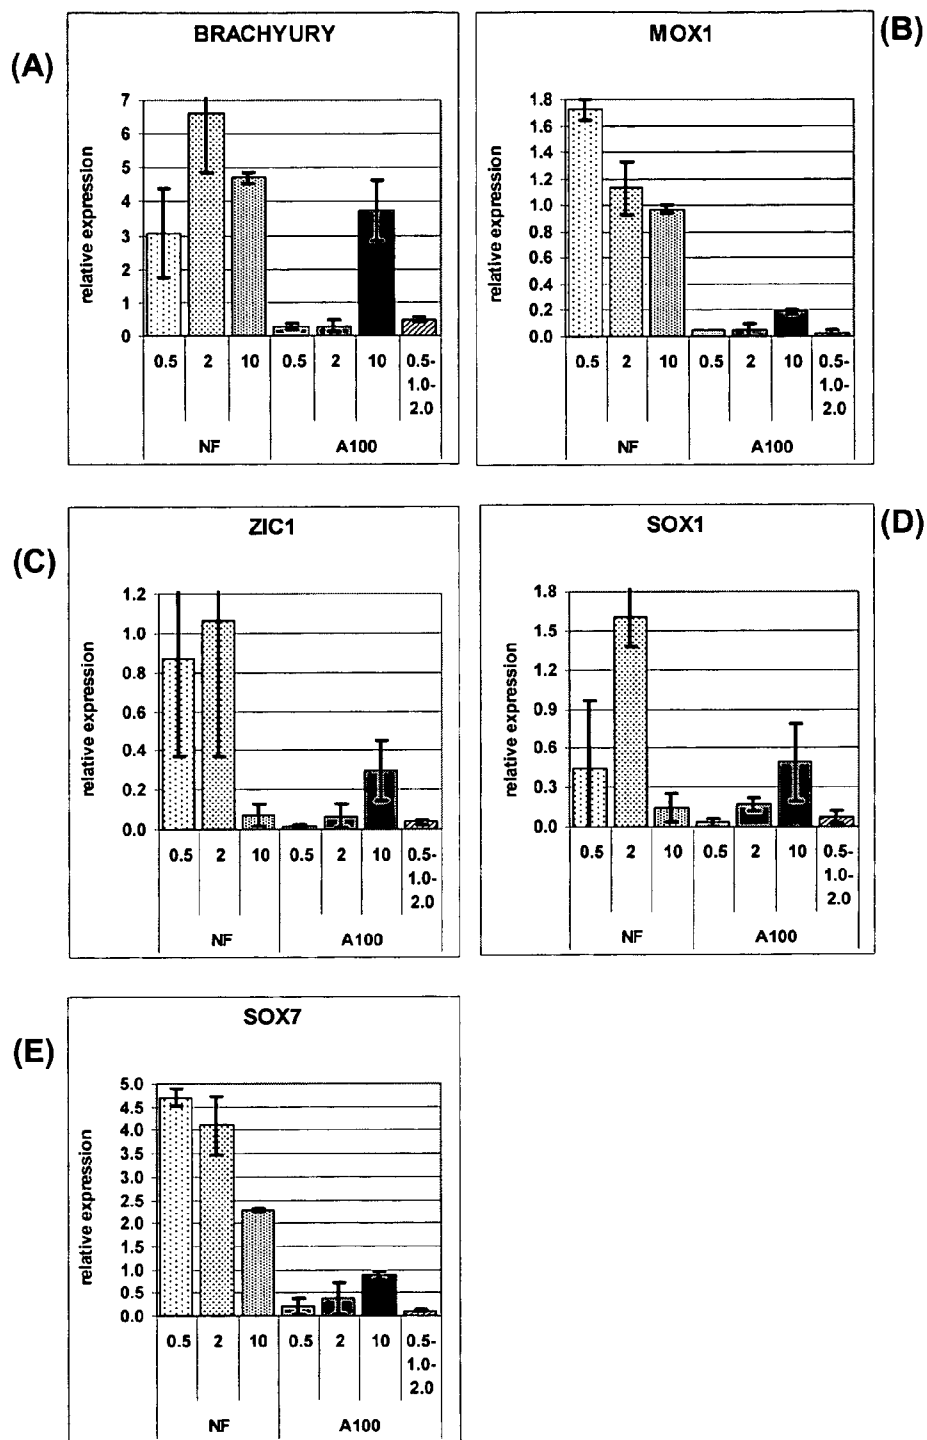 (A)
BRACHYURY
relative expression
7
6
5
4
3
2
1
0
0.5 2 10 0.5 2 10 0.5-
1.0-
2.0
NF A100
(B)
MOX1
relative expression
1.8
1.6
1.4
1.2
1.0
0.8
0.6
0.4
0.2
0.0
0.5 2 10 0.5 2 10 0.5-
1.0-
2.0
NF A100
(C)
ZIC1
relative expression
1.2
1.0
0.8
0.6
0.4
0.2
0.0
0.5 2 10 0.5 2 10 0.5-
1.0-
2.0
NF A100
(D)
SOX1
relative expression
1.8
1.5
1.2
0.9
0.6
0.3
0.0
0.5 2 10 0.5 2 10 0.5-
1.0-
2.0
NF A100
(E)
SOX7
relative expression
5.0
4.5
4.0
3.5
3.0
2.5
2.0
1.5
1.0
0.5
0.0
0.5 2 10 0.5 2 10 0.5-
1.0-
2.0
NF A100